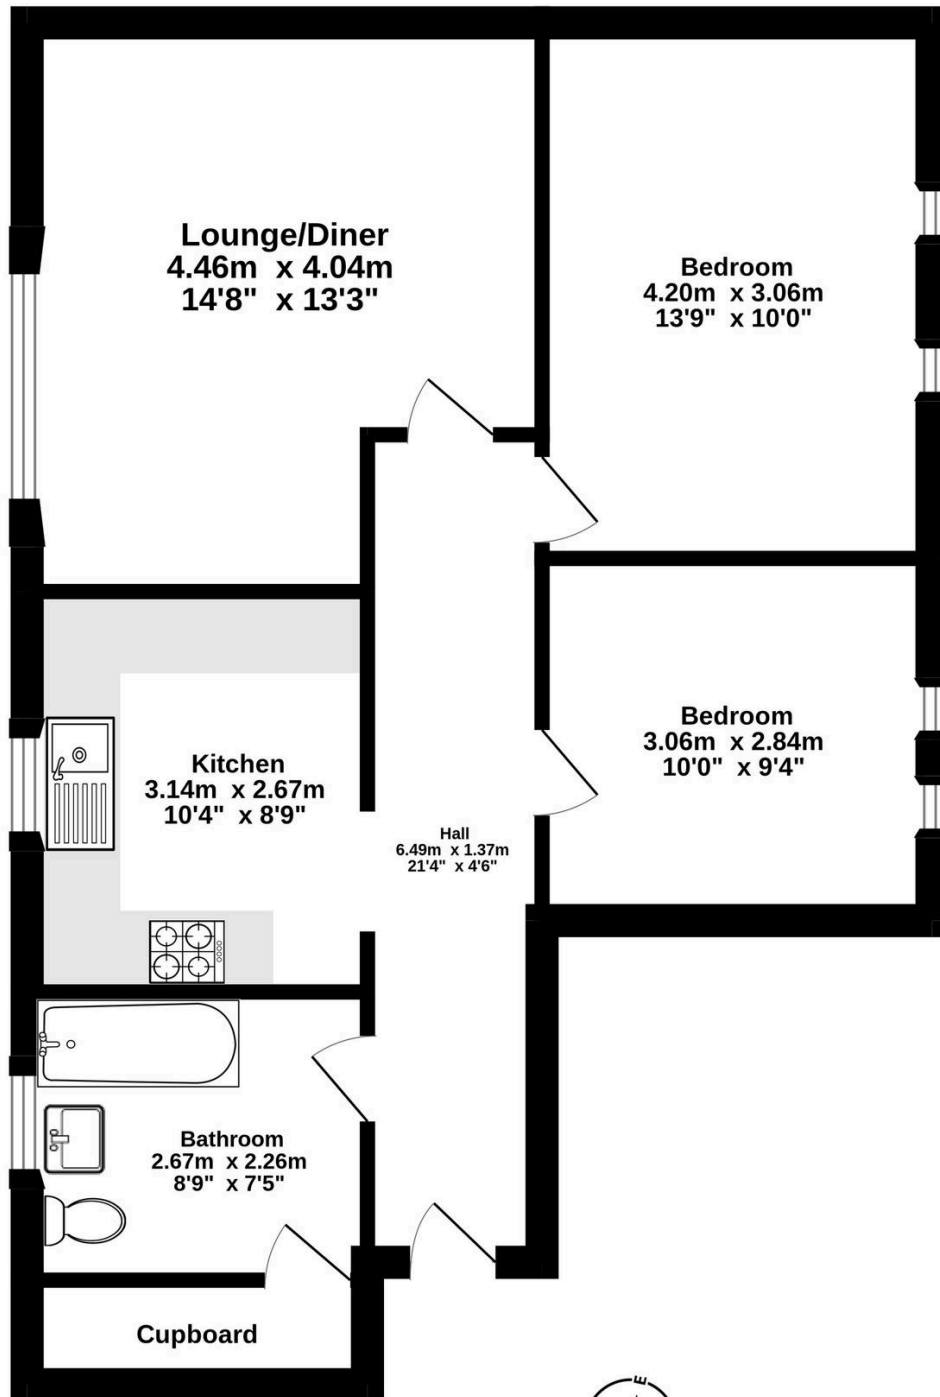 Lounge/Diner
4.46m x 4.04m
14'8" x 13'3"
Bedroom
4.20m x 3.06m
13'9" x 10'0"
Kitchen
3.14m x 2.67m
10'4" x 8'9"
Bedroom
3.06m x 2.84m
10'0" x 9'4"
Hall
6.49m x 1.37m
21'4" x 4'6"
Bathroom
2.67m x 2.26m
8'9" x 7'5"
Cupboard
E